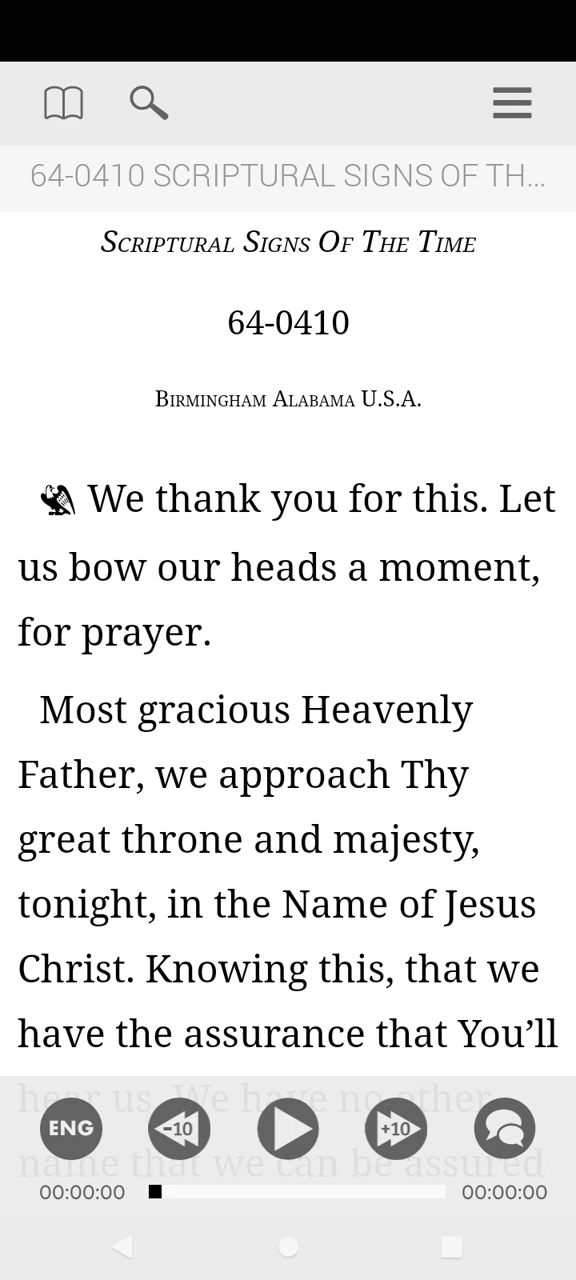 64-0410 SCRIPTURAL SIGNS OF TH...
Scriptural Signs Of The Time
64-0410
Birmingham Alabama U.S.A.
We thank you for this. Let
us bow our heads a moment,
for prayer.
Most gracious Heavenly
Father, we approach Thy
great throne and majesty,
tonight, in the Name of Jesus
Christ. Knowing this, that we
have the assurance that You’ll
hear us. We have no other
ENG -10 +10
name that we can be assured
00:00:00 00:00:00